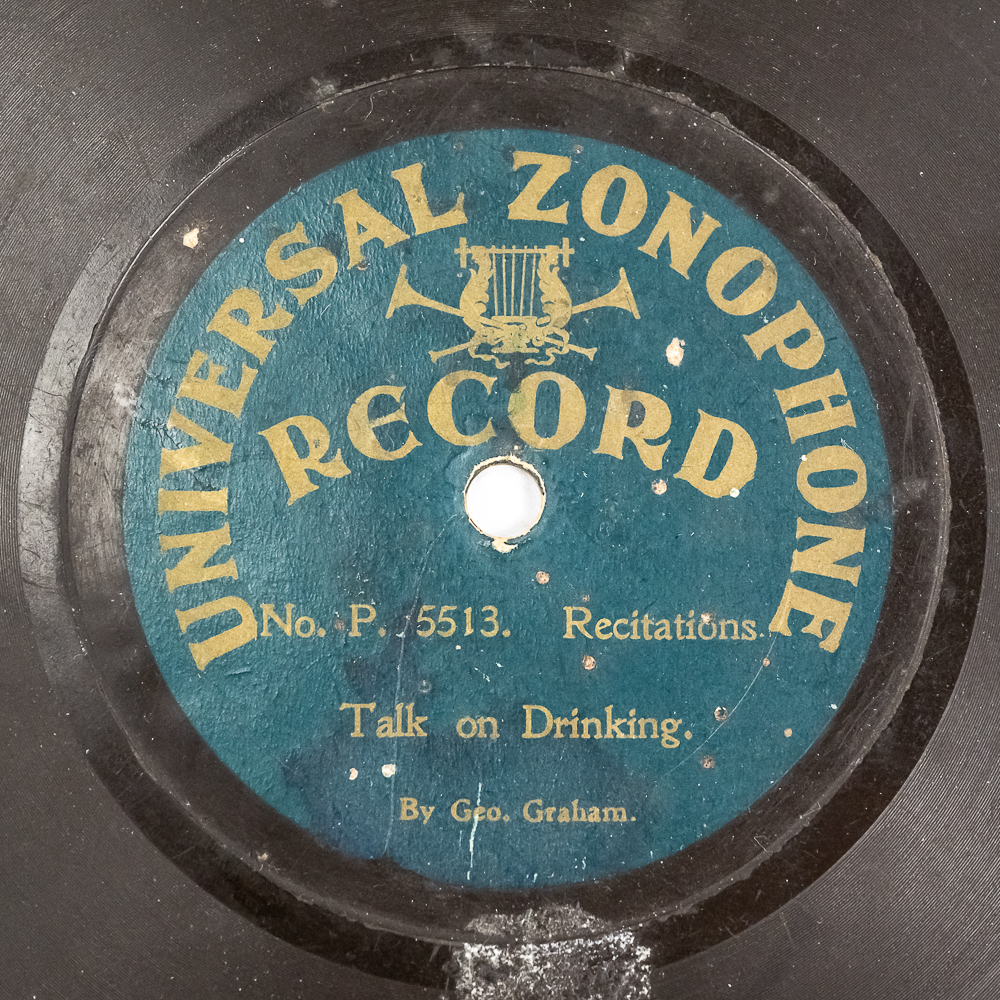 UNIVERSAL ZONOPHONE
RECORD
No. P. 5513. Recitations.
Talk on Drinking.
By Geo. Graham.